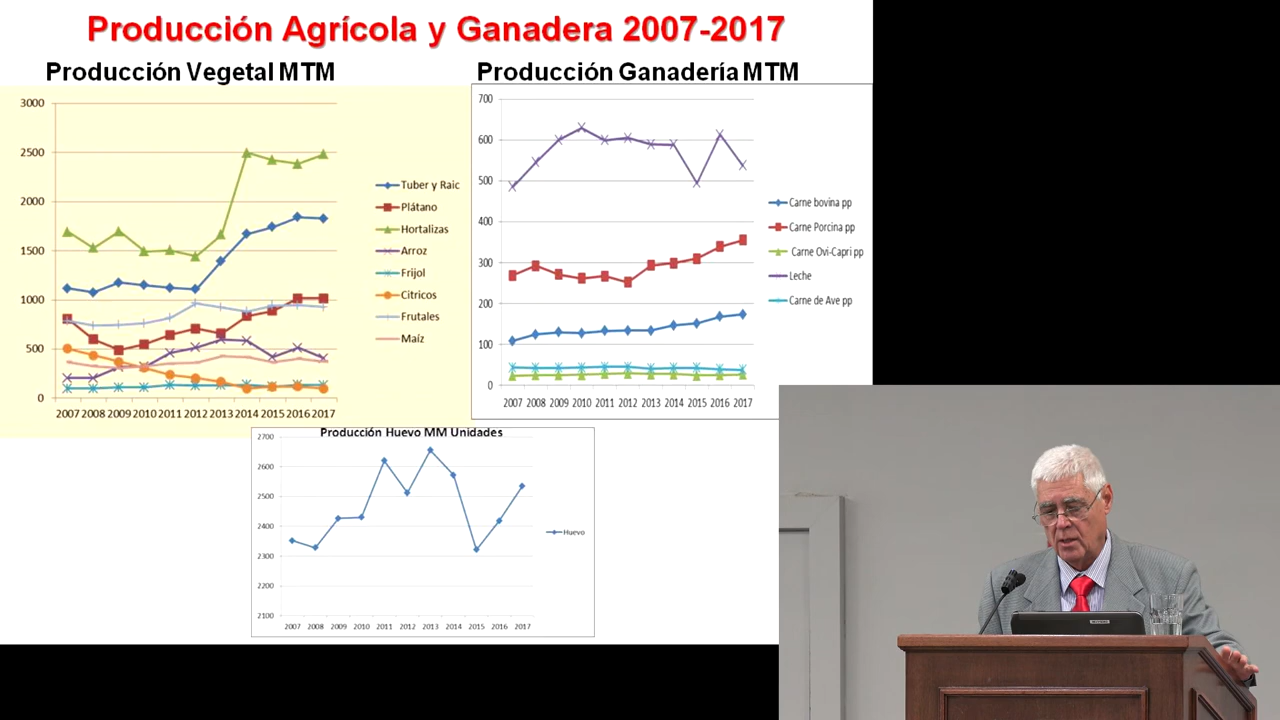 Producción Agrícola y Ganadera 2007-2017
Producción Vegetal MTM
3000
2500
2000
1500
1000
500
0
2007 2008 2009 2010 2011 2012 2013 2014 2015 2016 2017
Tuber y Raic
Plátano
Hortalizas
Arroz
Frijol
Citricos
Frutales
Maíz
Producción Ganadería MTM
700
600
500
400
300
200
100
0
2007 2008 2009 2010 2011 2012 2013 2014 2015 2016 2017
Carne bovina pp
Carne Porcina pp
Carne Ovi-Capri pp
Leche
Carne de Ave pp
Producción Huevo MM Unidades
2700
2600
2500
2400
2300
2200
2100
2007 2008 2009 2010 2011 2012 2013 2014 2015 2016 2017
Huevo